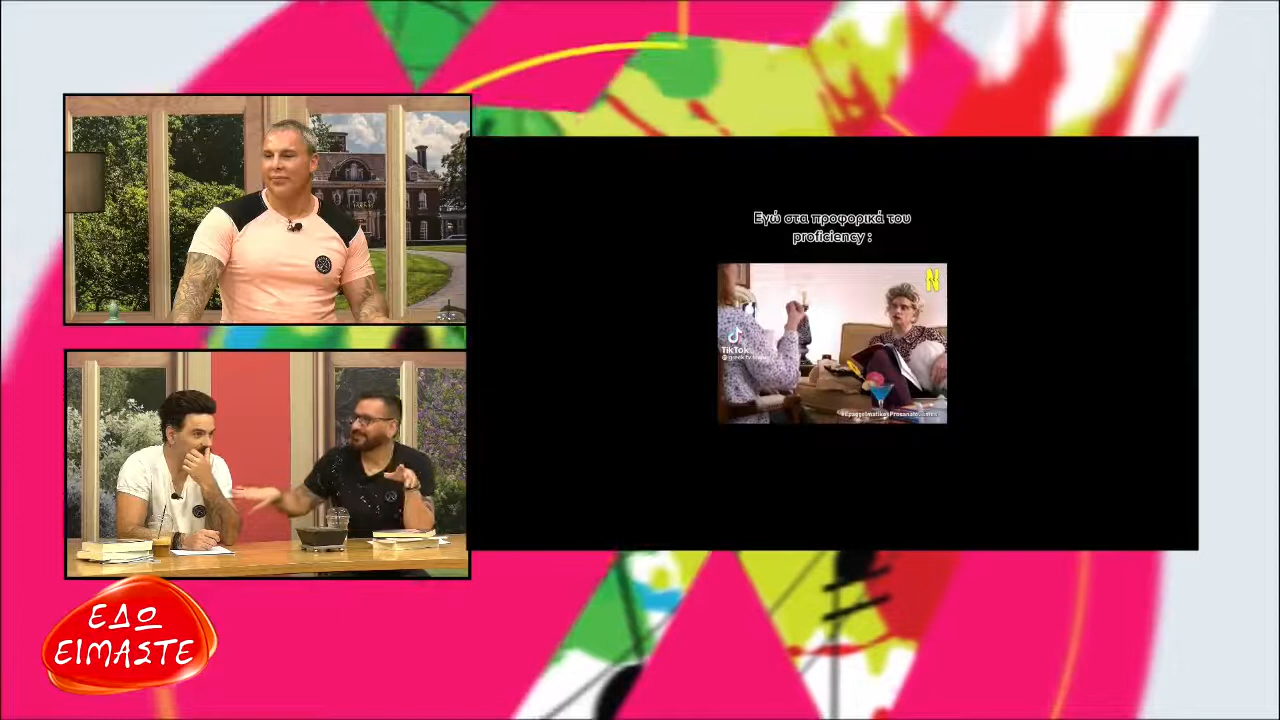 Εγώ στα προφορικά του
proficiency :
N
TikTok
ΕΔΩ
ΕΙΜΑΣΤΕ